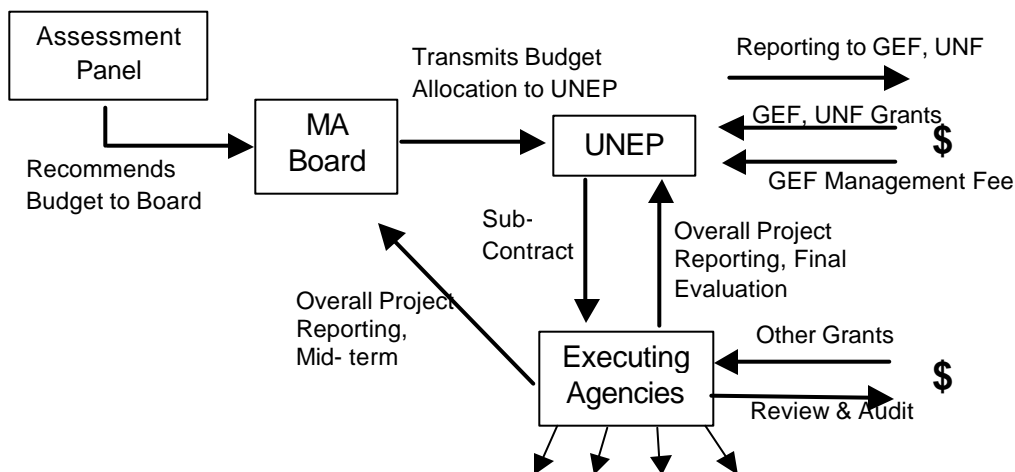 Assessment
Panel
Transmits Budget
Allocation to UNEP
Reporting to GEF, UNF
MA
Board
UNEP
GEF, UNF Grants
$
GEF Management Fee
Recommends
Budget to Board
Sub-
Contract
Overall Project
Reporting, Final
Evaluation
Overall Project
Reporting,
Mid- term
Executing
Agencies
Other Grants
$
Review & Audit